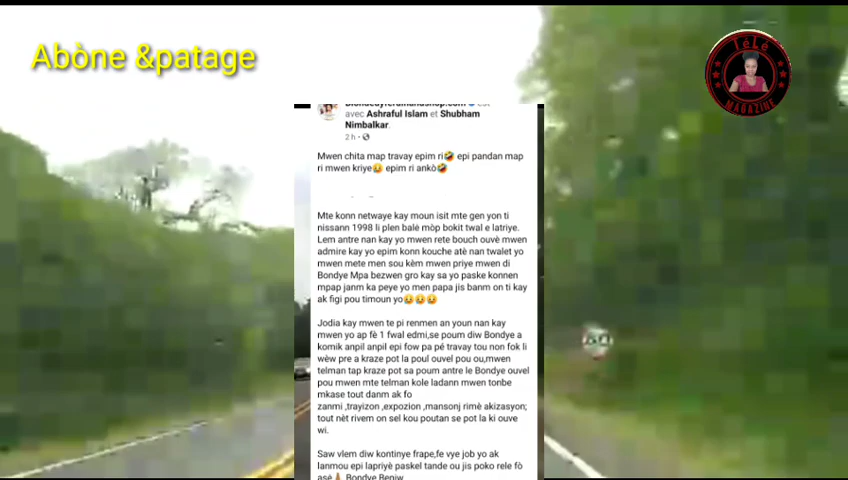 Abòne &patage
TéLé
MAGAZINE
est
avec Ashraful Islam et Shubham
Nimbalkar.
2 h •
Mwen chita map travay epim ri🤣 epi pandan map
ri mwen kriye😥 epim ri ankò🤣
Mte konn netwaye kay moun isit mte gen yon ti
nissann 1998 li plen balè mòp bokit twal e latriye.
Lem antre nan kay yo mwen rete bouch ouvè mwen
admire kay yo epim konn kouche atè nan twalet yo
mwen mete men sou kèm mwen priye mwen di
Bondye Mpa bezwen gro kay sa yo paske konnen
mpap janm ka peye yo men papa jis banm on ti kay
ak figi pou timoun yo😥😥😥
Jodia kay mwen te pi renmen an youn nan kay
mwen yo ap fè 1 fwal edmi,se poum diw Bondye a
komik anpil anpil epi fow pa pé travay tou non fok li
wèw pre a kraze pot la poul ouvel pou ou,mwen
telman tap kraze pot sa poum antre le Bondye ouvel
pou mwen mte telman kole ladann mwen tonbe
mkase tout danm ak fo
zanmi ,trayizon ,expozion ,mansonj rimè akizasyon;
tout nèt rivem on sel kou poutan se pot la ki ouve
wi.
Saw vlem diw kontinye frape,fe vye job yo ak
lanmou epi lapriyè paskel tande ou jis poko rele fò
asé🙏 Bondye Beniw